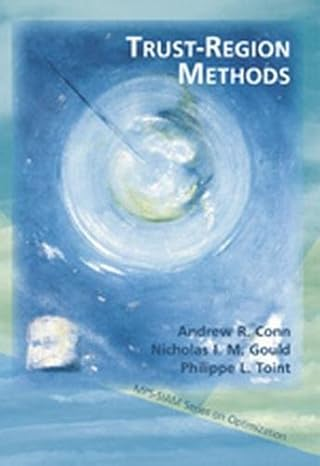 TRUST-REGION
METHODS
Andrew R. Conn
Nicholas I. M. Gould
Philippe L. Toint
MPS-SIAM Series on Optimization